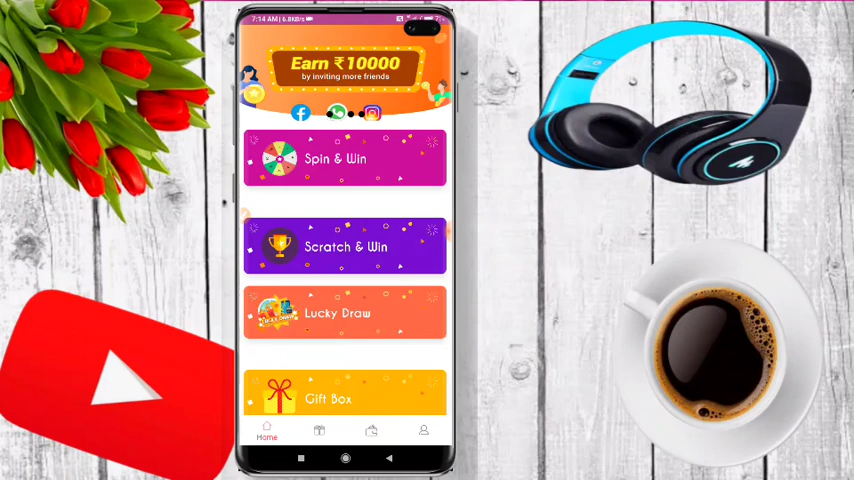 7:14 AM | 6.8KB/s
Earn ₹10000
by inviting more friends
Spin & Win
Scratch & Win
Lucky Draw
Gift Box
Home